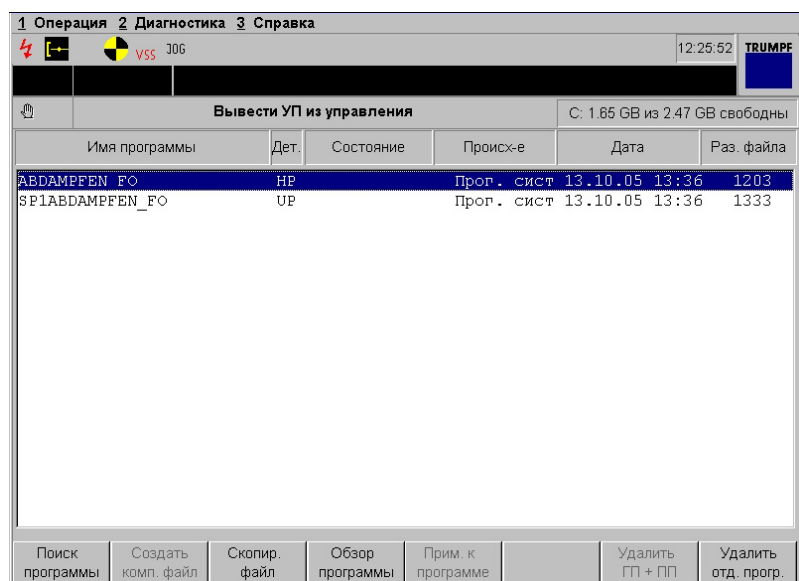 1 Операция 2 Диагностика 3 Справка
VSS JOG 12:25:52 TRUMPF
Вывести УП из управления C: 1.65 GB из 2.47 GB свободны
Имя программы Дет. Состояние Происх-е Дата Раз. файла
ABDAMPFEN_FO HP Прог. сист 13.10.05 13:36 1203
SP1ABDAMPFEN_FO UP Прог. сист 13.10.05 13:36 1333
Поиск Создать Скопир. Обзор Прим. к Удалить Удалить
программы комп. файл файл программы программе ГП + ПП отд. прогр.